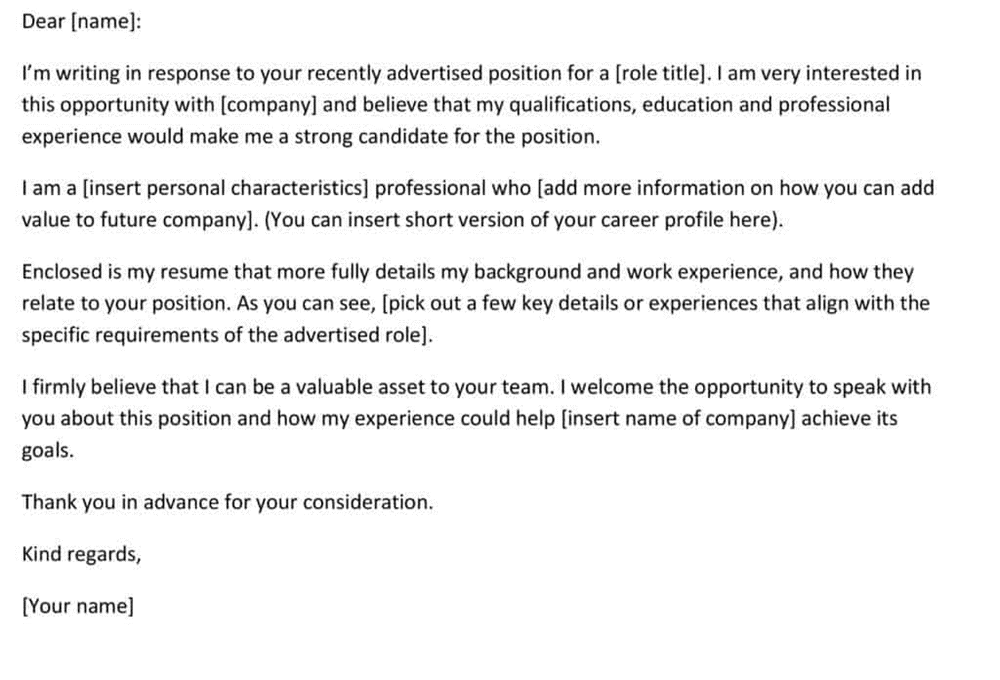 Dear [name]:
I'm writing in response to your recently advertised position for a [role title]. I am very interested in
this opportunity with [company] and believe that my qualifications, education and professional
experience would make me a strong candidate for the position.
I am a [insert personal characteristics] professional who [add more information on how you can add
value to future company]. (You can insert short version of your career profile here).
Enclosed is my resume that more fully details my background and work experience, and how they
relate to your position. As you can see, [pick out a few key details or experiences that align with the
specific requirements of the advertised role].
I firmly believe that I can be a valuable asset to your team. I welcome the opportunity to speak with
you about this position and how my experience could help [insert name of company] achieve its
goals.
Thank you in advance for your consideration.
Kind regards,
[Your name]